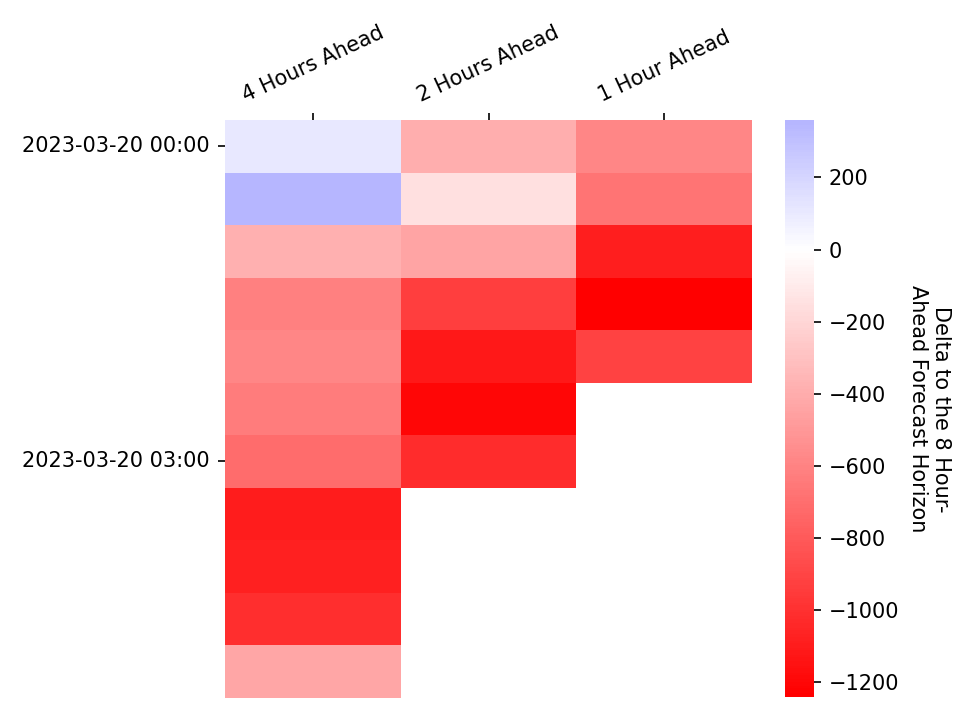 4 Hours Ahead
2 Hours Ahead
1 Hour Ahead
2023-03-20 00:00
2023-03-20 03:00
200
0
−200
−400
−600
−800
−1000
−1200
Delta to the 8 Hour-
Ahead Forecast Horizon